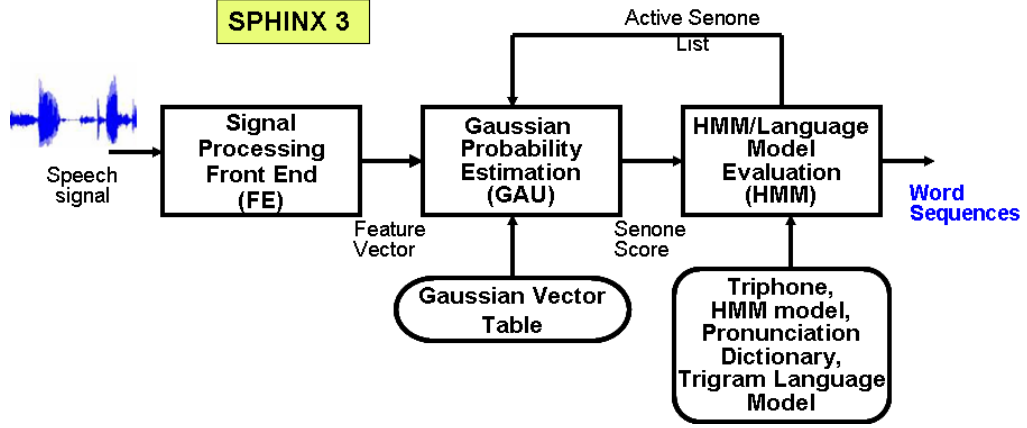 SPHINX 3
Active Senone
List
Speech
signal
Signal
Processing
Front End
(FE)
Feature
Vector
Gaussian
Probability
Estimation
(GAU)
Senone
Score
HMM/Language
Model
Evaluation
(HMM)
Word
Sequences
Gaussian Vector
Table
Triphone,
HMM model,
Pronunciation
Dictionary,
Trigram Language
Model